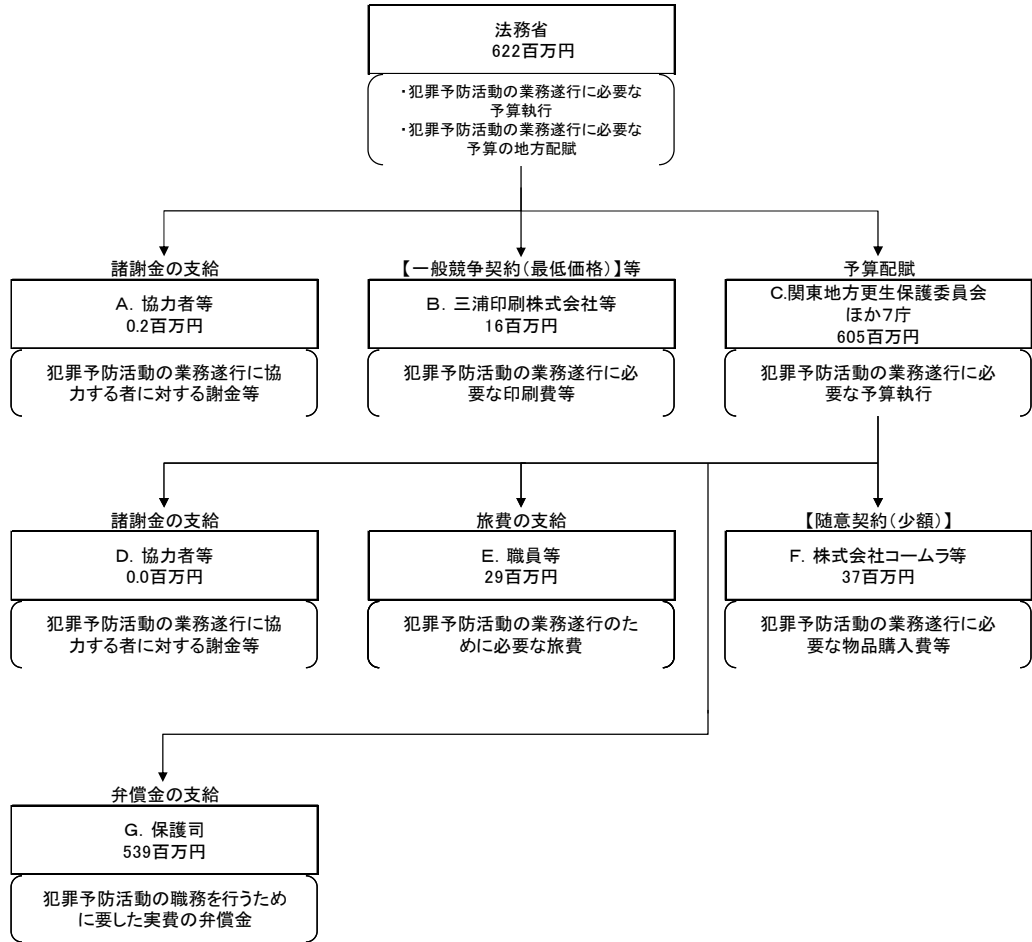 法務省
622百万円
・犯罪予防活動の業務遂行に必要な
予算執行
・犯罪予防活動の業務遂行に必要な
予算の地方配賦
諸謝金の支給
A．協力者等
0.2百万円
犯罪予防活動の業務遂行に協
力する者に対する謝金等
【一般競争契約（最低価格）】等
B．三浦印刷株式会社等
16百万円
犯罪予防活動の業務遂行に必
要な印刷費等
予算配賦
C.関東地方更生保護委員会
ほか７庁
605百万円
犯罪予防活動の業務遂行に必
要な予算執行
諸謝金の支給
D．協力者等
0.0百万円
犯罪予防活動の業務遂行に協
力する者に対する謝金等
旅費の支給
E．職員等
29百万円
犯罪予防活動の業務遂行のた
めに必要な旅費
【随意契約（少額）】
F．株式会社コームラ等
37百万円
犯罪予防活動の業務遂行に必
要な物品購入費等
弁償金の支給
G．保護司
539百万円
犯罪予防活動の職務を行うため
に要した実費の弁償金